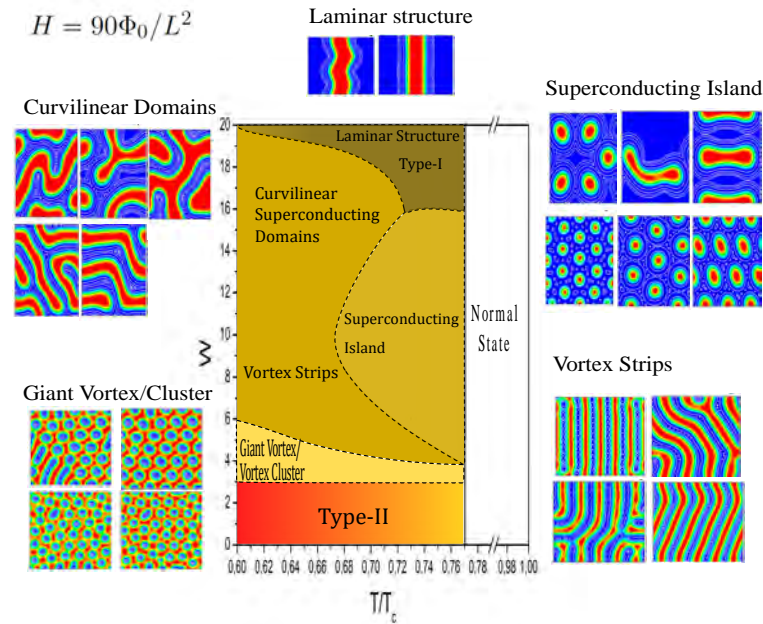 H = 90Φ₀/L²
Laminar structure
Curvilinear Domains
Superconducting Island
Laminar Structure
Type-I
Curvilinear
Superconducting
Domains
Superconducting
Island
Normal
State
Vortex Strips
Giant Vortex/Cluster
Vortex Strips
Giant Vortex/
Vortex Cluster
Type-II
20
18
16
14
12
10
8
6
4
2
0
W
0,60 0,62 0,64 0,66 0,68 0,70 0,72 0,74 0,76 0,78 0,98 1,00
T/T_c